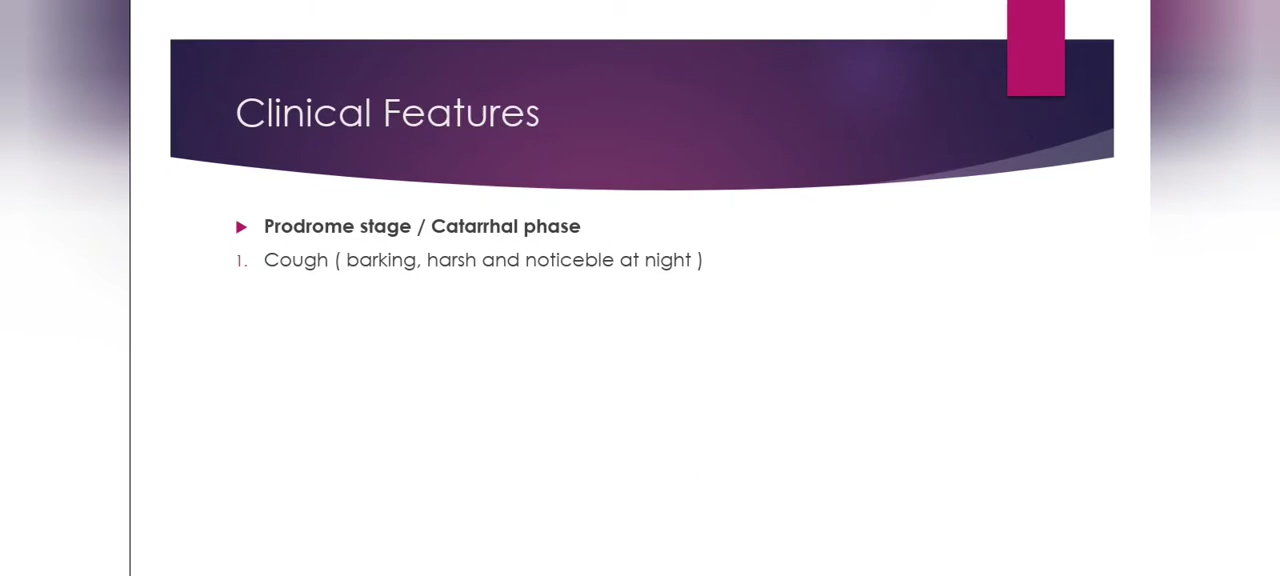 Clinical Features
Prodrome stage / Catarrhal phase
1. Cough ( barking, harsh and noticeble at night )